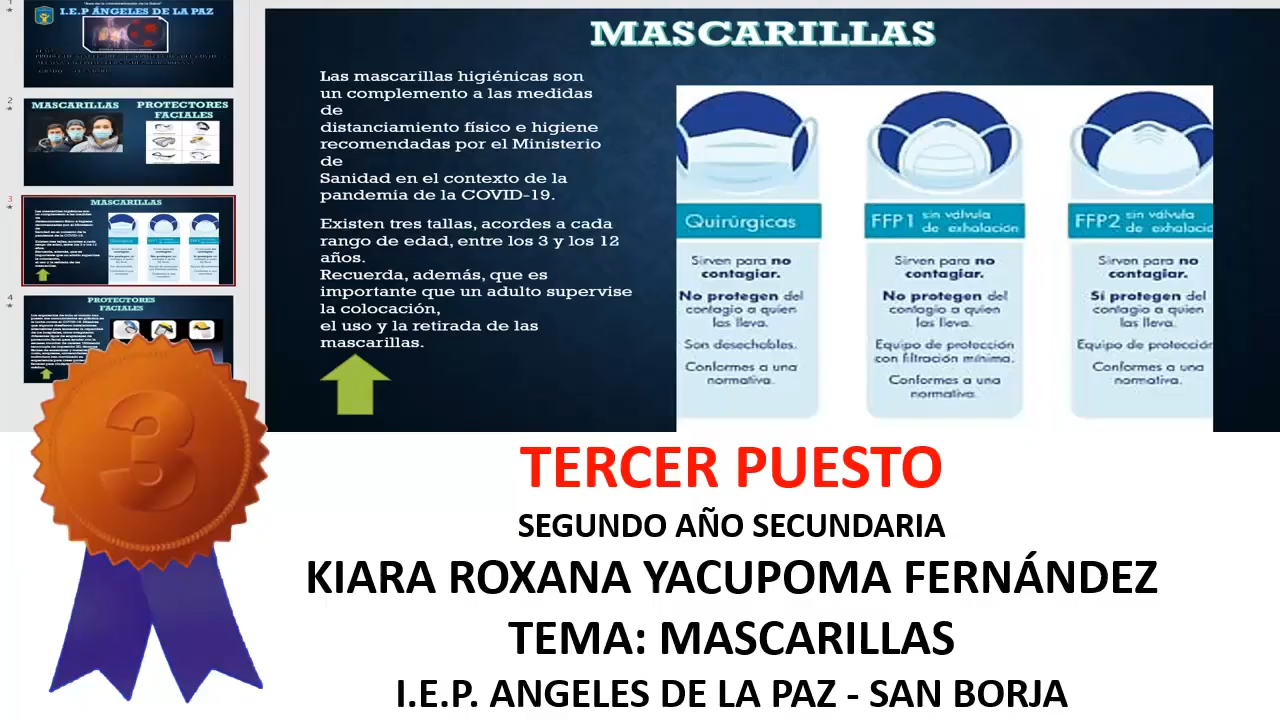 I.E.P ÁNGELES DE LA PAZ
2
MASCARILLAS
PROTECTORES
FACIALES
3
MASCARILLAS
4
PROTECTORES
FACIALES
MASCARILLAS
Las mascarillas higiénicas son
un complemento a las medidas
de
distanciamiento físico e higiene
recomendadas por el Ministerio
de
Sanidad en el contexto de la
pandemia de la COVID-19.
Existen tres tallas, acordes a cada
rango de edad, entre los 3 y los 12
años.
Recuerda, además, que es
importante que un adulto supervise
la colocación,
el uso y la retirada de las
mascarillas.
Quirúrgicas
Sirven para no
contagiar.
No protegen del
contagio a quien
las lleva.
Son desechables.
Conformes a una
normativa.
FFP1 sin válvula
de exhalación
Sirven para no
contagiar.
No protegen del
contagio a quien
las lleva.
Equipo de protección
con filtración mínima.
Conformes a una
normativa.
FFP2 sin válvula
de exhalació
Sirven para no
contagiar.
Sí protegen del
contagio a quien
las lleva.
Equipo de protecció
Conformes a una
normativa.
3
TERCER PUESTO
SEGUNDO AÑO SECUNDARIA
KIARA ROXANA YACUPOMA FERNÁNDEZ
TEMA: MASCARILLAS
I.E.P. ANGELES DE LA PAZ - SAN BORJA